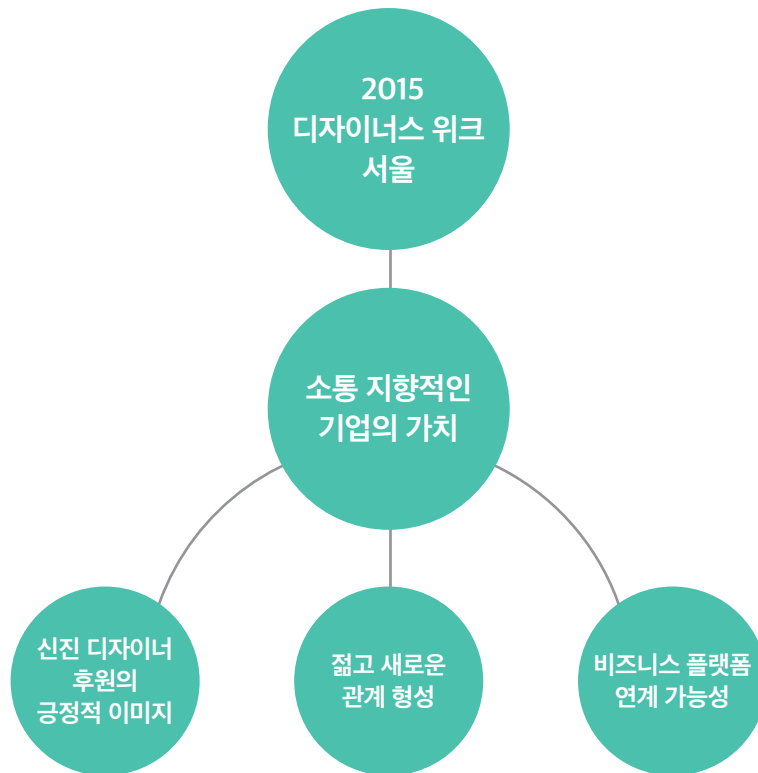 2015
디자이너스 위크
서울
소통 지향적인
기업의 가치
신진 디자이너
후원의
긍정적 이미지
젊고 새로운
관계 형성
비즈니스 플랫폼
연계 가능성